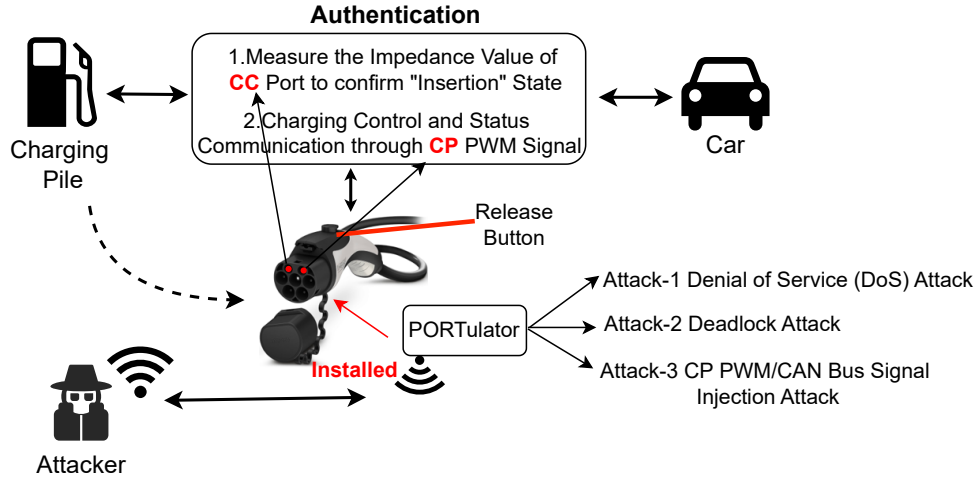 Authentication
1.Measure the Impedance Value of
CC Port to confirm "Insertion" State
2.Charging Control and Status
Communication through CP PWM Signal
Charging
Pile
Car
Release
Button
PORTulator
Installed
Attack-1 Denial of Service (DoS) Attack
Attack-2 Deadlock Attack
Attack-3 CP PWM/CAN Bus Signal
Injection Attack
Attacker